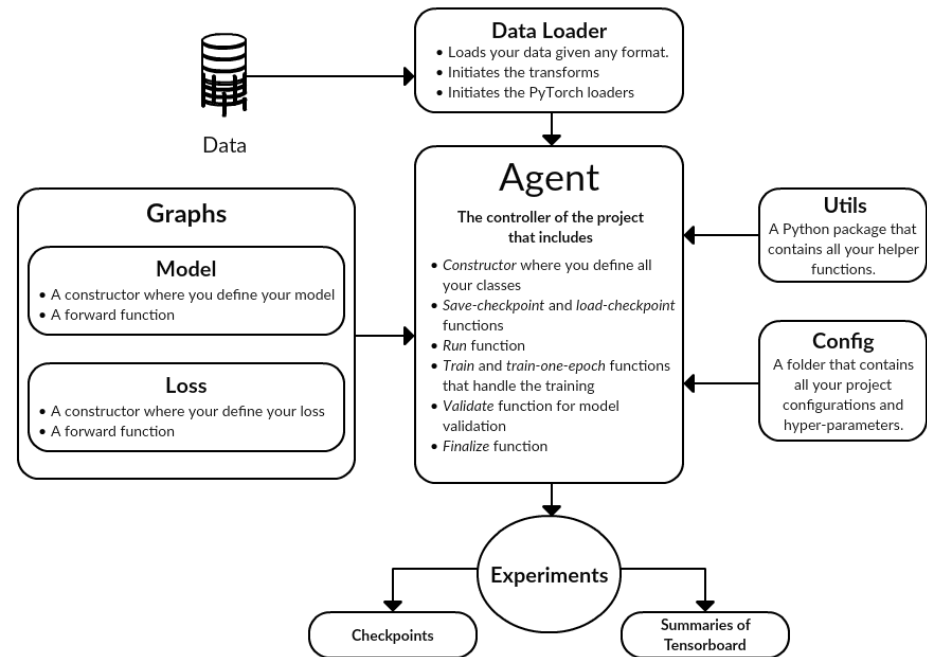 Data Loader
• Loads your data given any format.
• Initiates the transforms
• Initiates the PyTorch loaders
Data
Agent
The controller of the project
that includes
• Constructor where you define all
your classes
• Save-checkpoint and load-checkpoint
functions
• Run function
• Train and train-one-epoch functions
that handle the training
• Validate function for model
validation
• Finalize function
Graphs
Model
• A constructor where you define your model
• A forward function
Loss
• A constructor where your define your loss
• A forward function
Utils
A Python package that
contains all your helper
functions.
Config
A folder that contains
all your project
configurations and
hyper-parameters.
Experiments
Checkpoints
Summaries of
Tensorboard